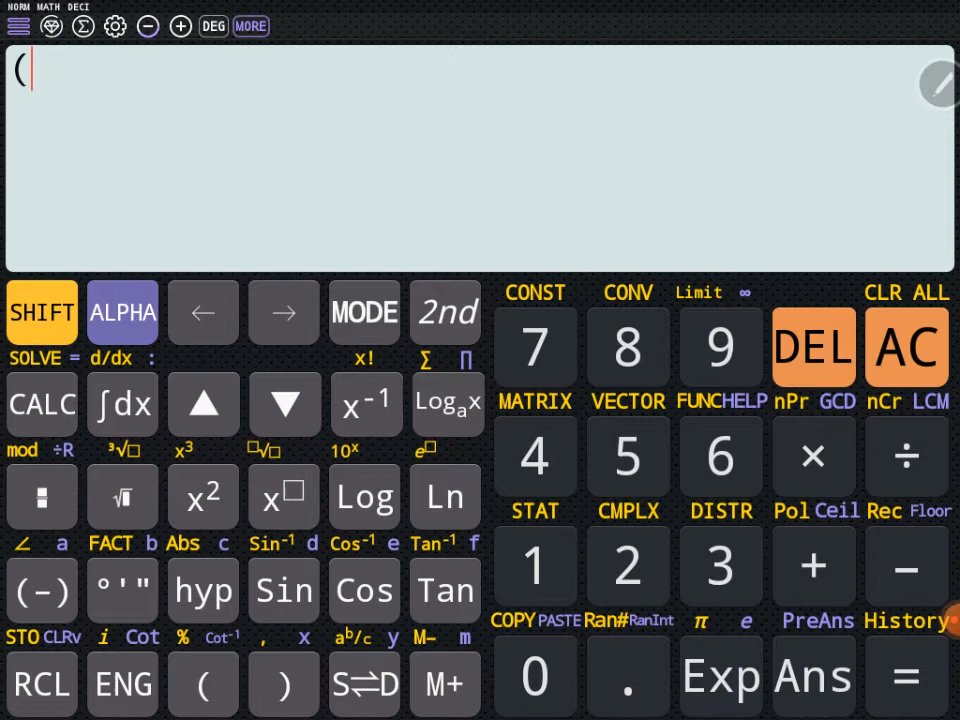 NORM MATH DECI
DEG MORE
(
SHIFT ALPHA ← → MODE 2nd
CONST CONV Limit ∞ CLR ALL
7 8 9 DEL AC
SOLVE = d/dx : x! ∑ ∏
CALC ∫dx ▲ ▼ x⁻¹ Logₐx
MATRIX VECTOR FUNC HELP nPr GCD nCr LCM
4 5 6 × ÷
mod ÷R ³√□ x³ □√□ 10ˣ e□
√ x² x□ Log Ln
STAT CMPLX DISTR Pol Ceil Rec Floor
1 2 3 + −
∠ a FACT b Abs c Sin⁻¹ d Cos⁻¹ e Tan⁻¹ f
(−) °'" hyp Sin Cos Tan
COPY PASTE Ran# RanInt π e PreAns History
0 . Exp Ans =
STO CLRv i Cot % Cot⁻¹ , x aᵇ/c y M− m
RCL ENG ( ) S⇌D M+